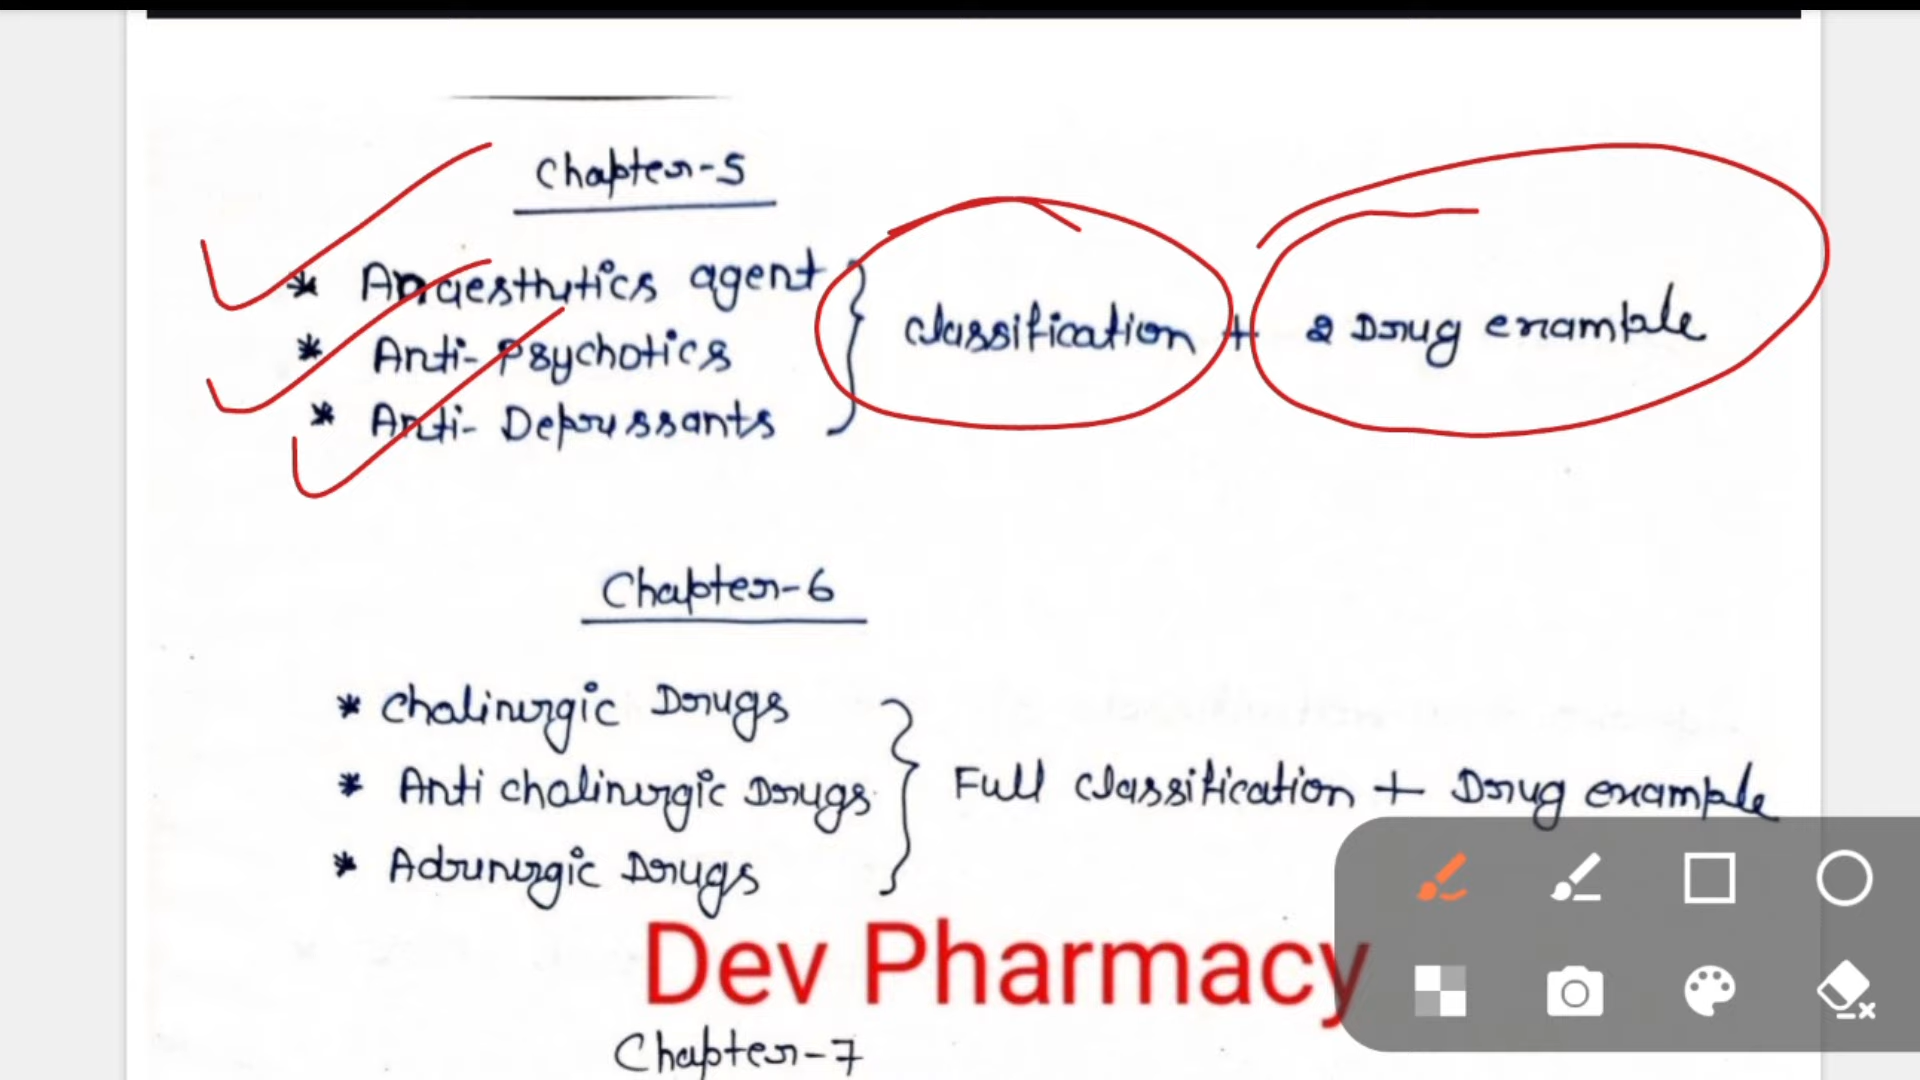 Chapter-5
* Anaesthetics agent
* Anti-Psychotics
* Anti-Depressants
classification + 2 Drug example
Chapter-6
* Cholinergic Drugs
* Anti cholinergic Drugs
* Adrenergic Drugs
Full classification + Drug example
Dev Pharmacy
Chapter-7